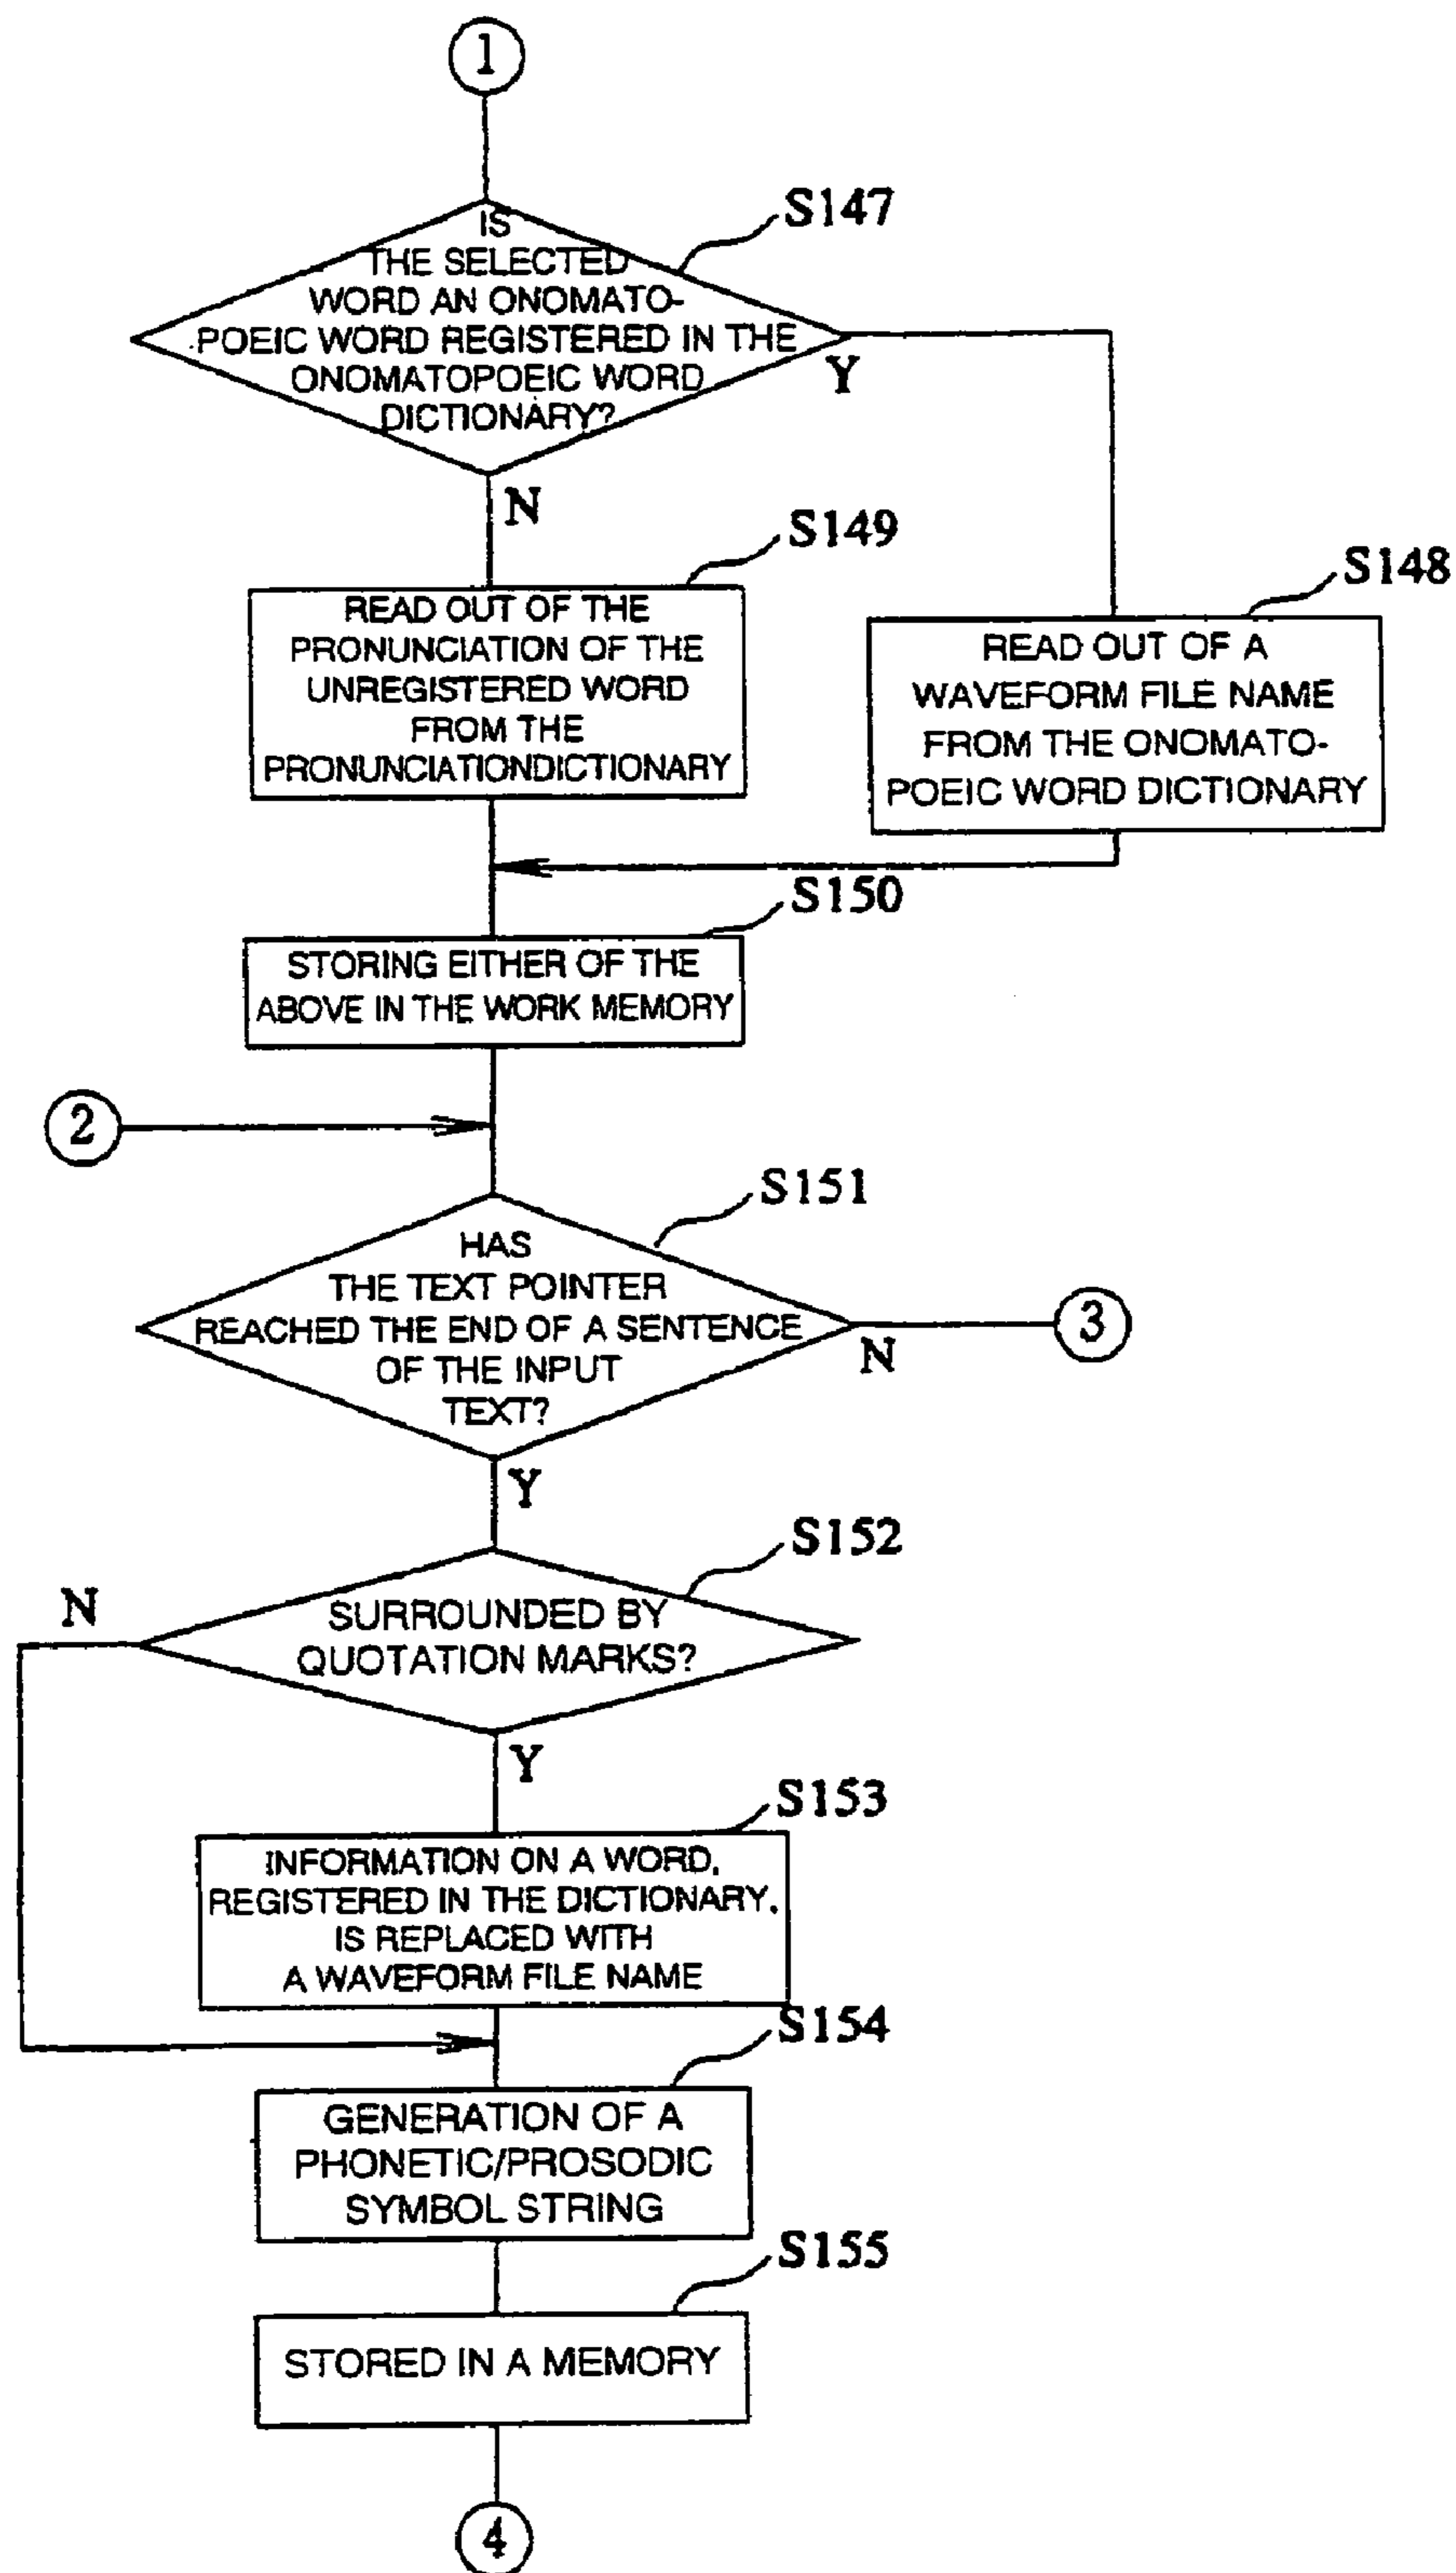 1
S147
IS
THE SELECTED
WORD AN ONOMATO-
POEIC WORD REGISTERED IN THE
ONOMATOPOEIC WORD
DICTIONARY?
Y
N
S149
READ OUT OF THE
PRONUNCIATION OF THE
UNREGISTERED WORD
FROM THE
PRONUNCIATIONDICTIONARY
S148
READ OUT OF A
WAVEFORM FILE NAME
FROM THE ONOMATO-
POEIC WORD DICTIONARY
S150
STORING EITHER OF THE
ABOVE IN THE WORK MEMORY
2
S151
HAS
THE TEXT POINTER
REACHED THE END OF A SENTENCE
OF THE INPUT
TEXT?
N
3
Y
S152
N
SURROUNDED BY
QUOTATION MARKS?
Y
S153
INFORMATION ON A WORD,
REGISTERED IN THE DICTIONARY,
IS REPLACED WITH
A WAVEFORM FILE NAME
S154
GENERATION OF A
PHONETIC/PROSODIC
SYMBOL STRING
S155
STORED IN A MEMORY
4